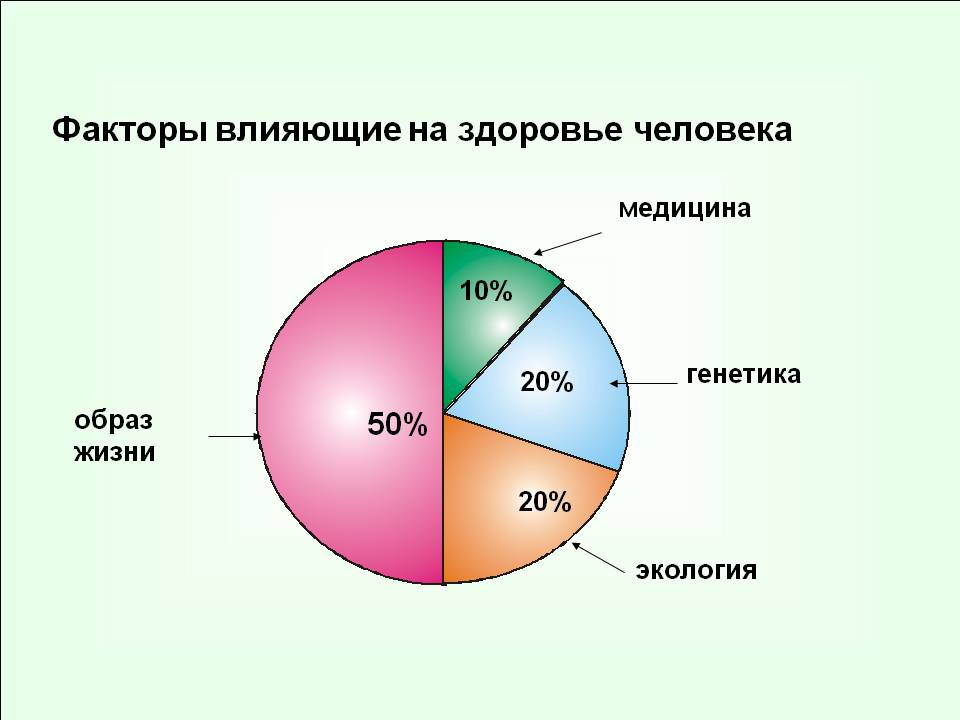 Факторы влияющие на здоровье человека
медицина
10%
генетика
20%
образ
жизни
50%
20%
экология